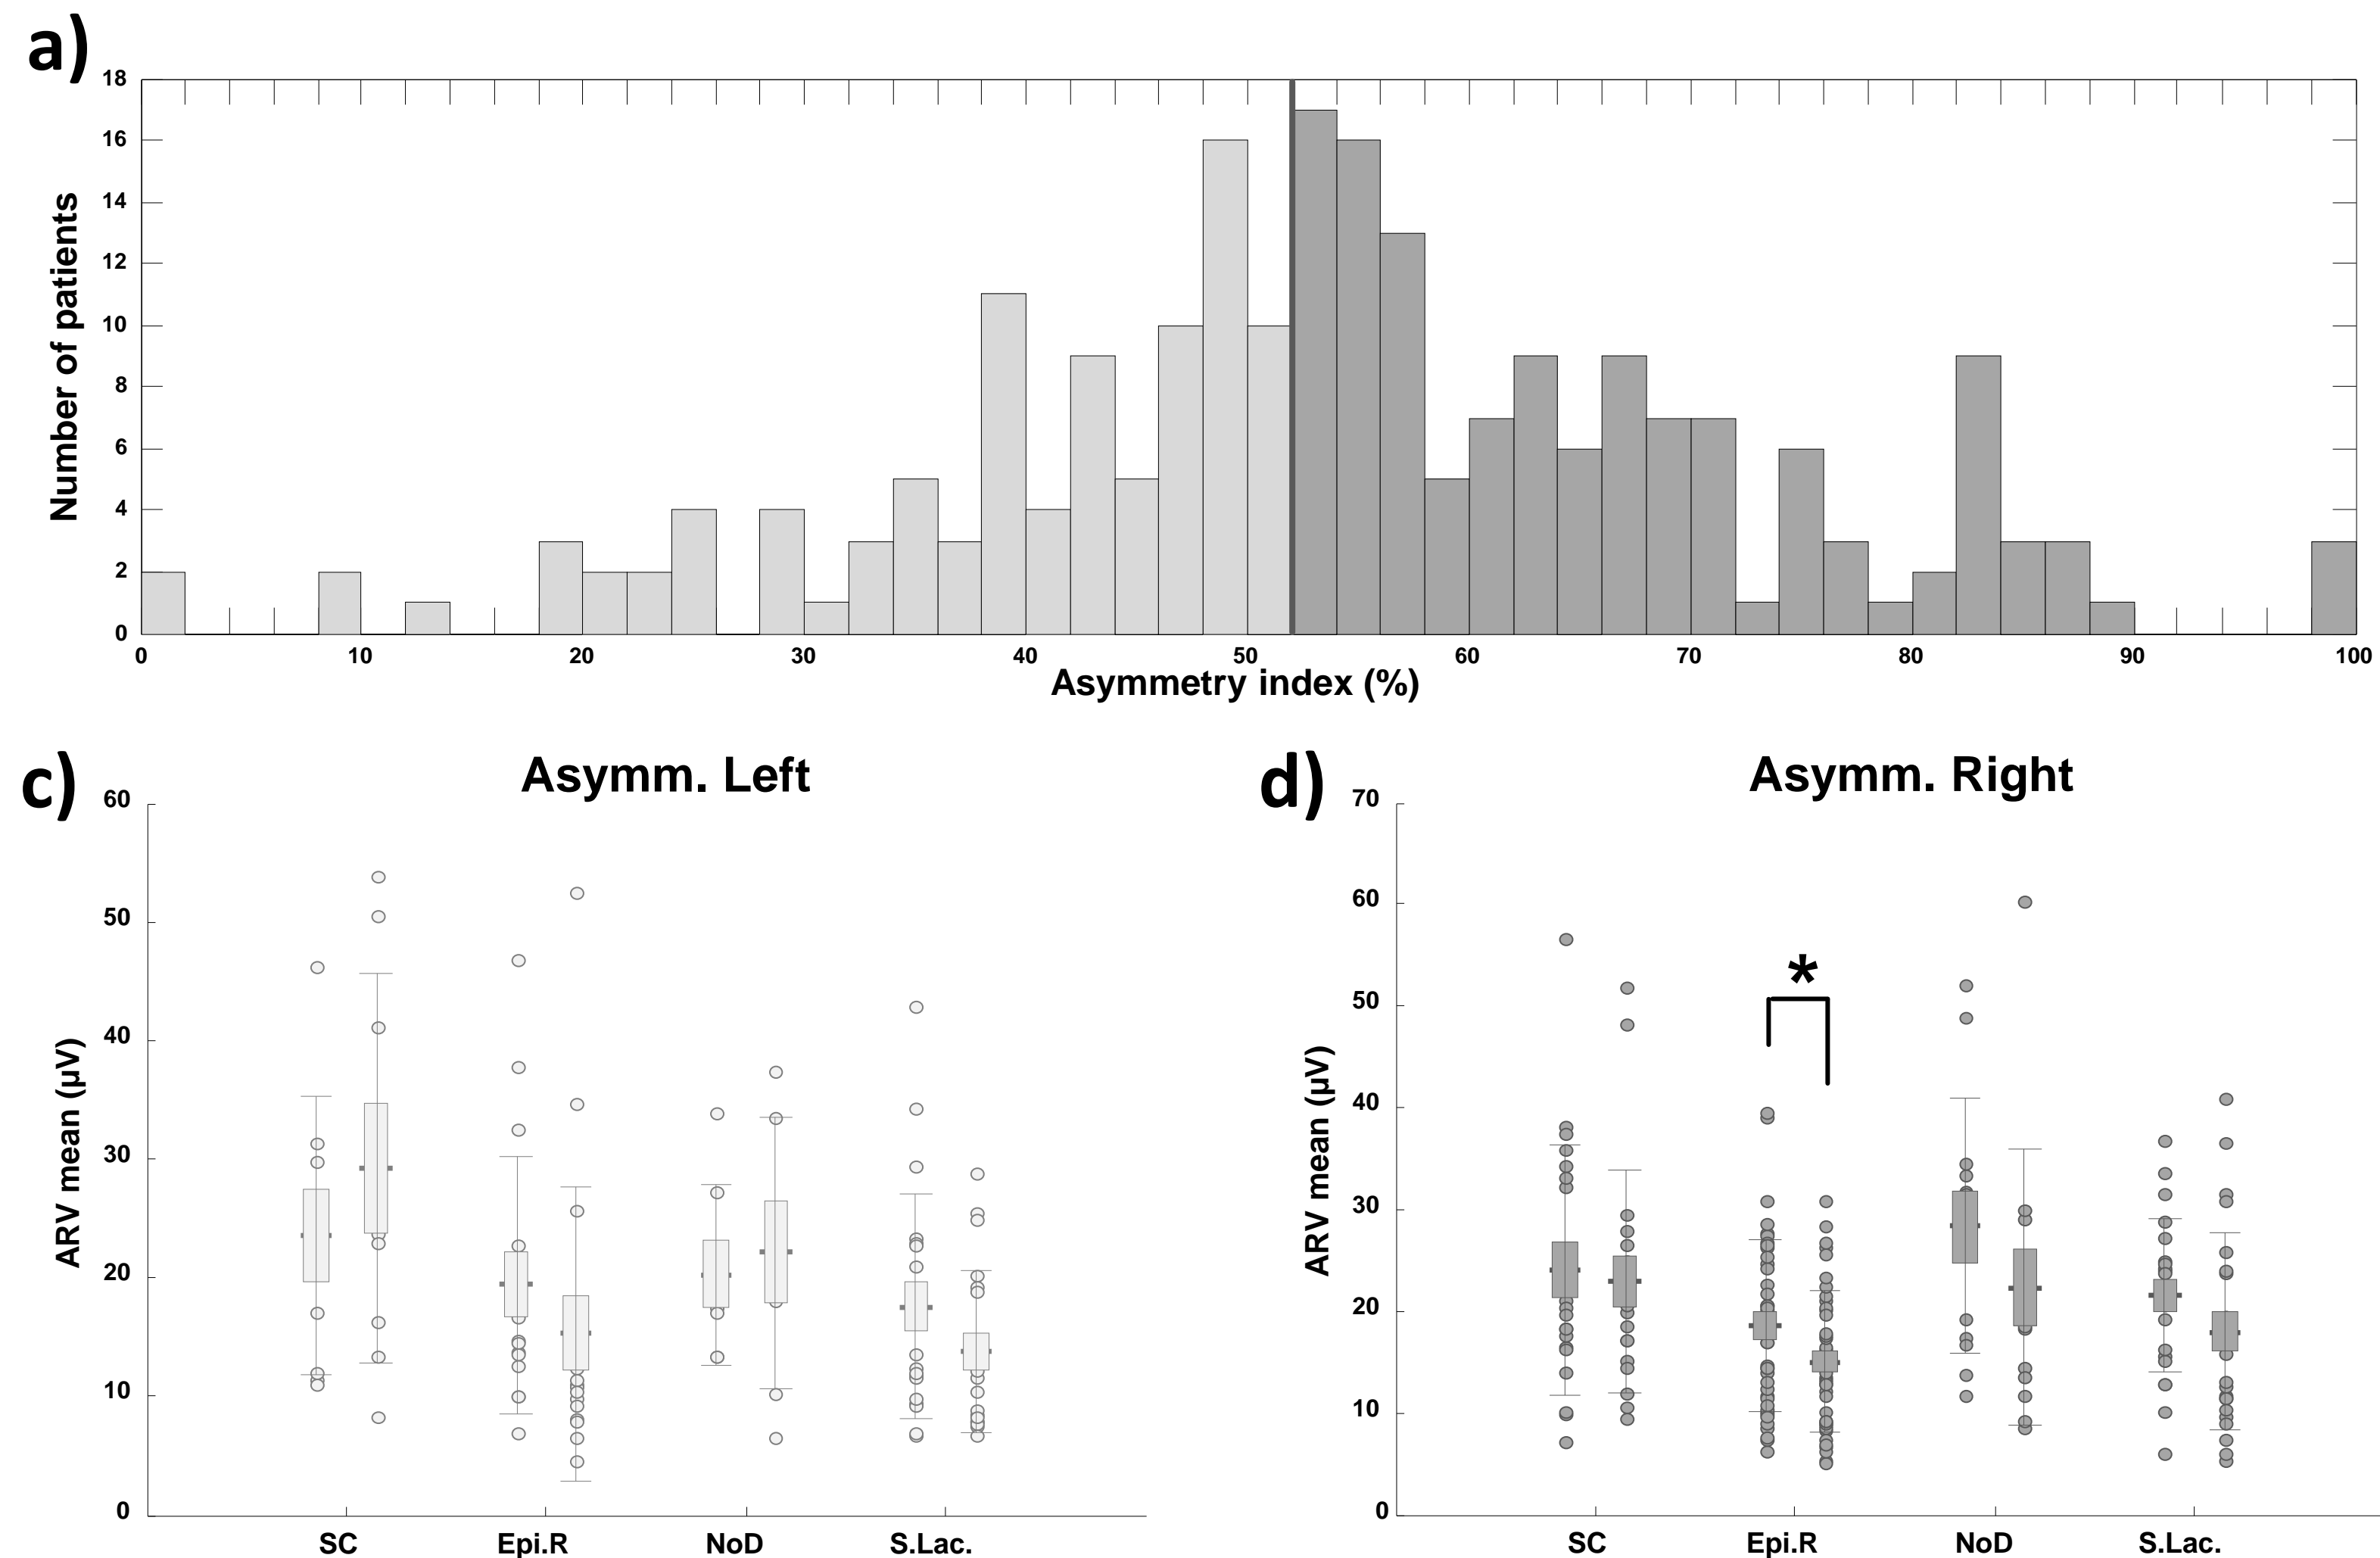 a)
18
16
14
12
10
8
6
4
2
0
Number of patients
0 10 20 30 40 50 60 70 80 90 100
Asymmetry index (%)
c)
Asymm. Left
60
50
40
30
20
10
0
ARV mean (µV)
SC Epi.R NoD S.Lac.
d)
Asymm. Right
70
60
50
40
30
20
10
0
ARV mean (µV)
*
SC Epi.R NoD S.Lac.